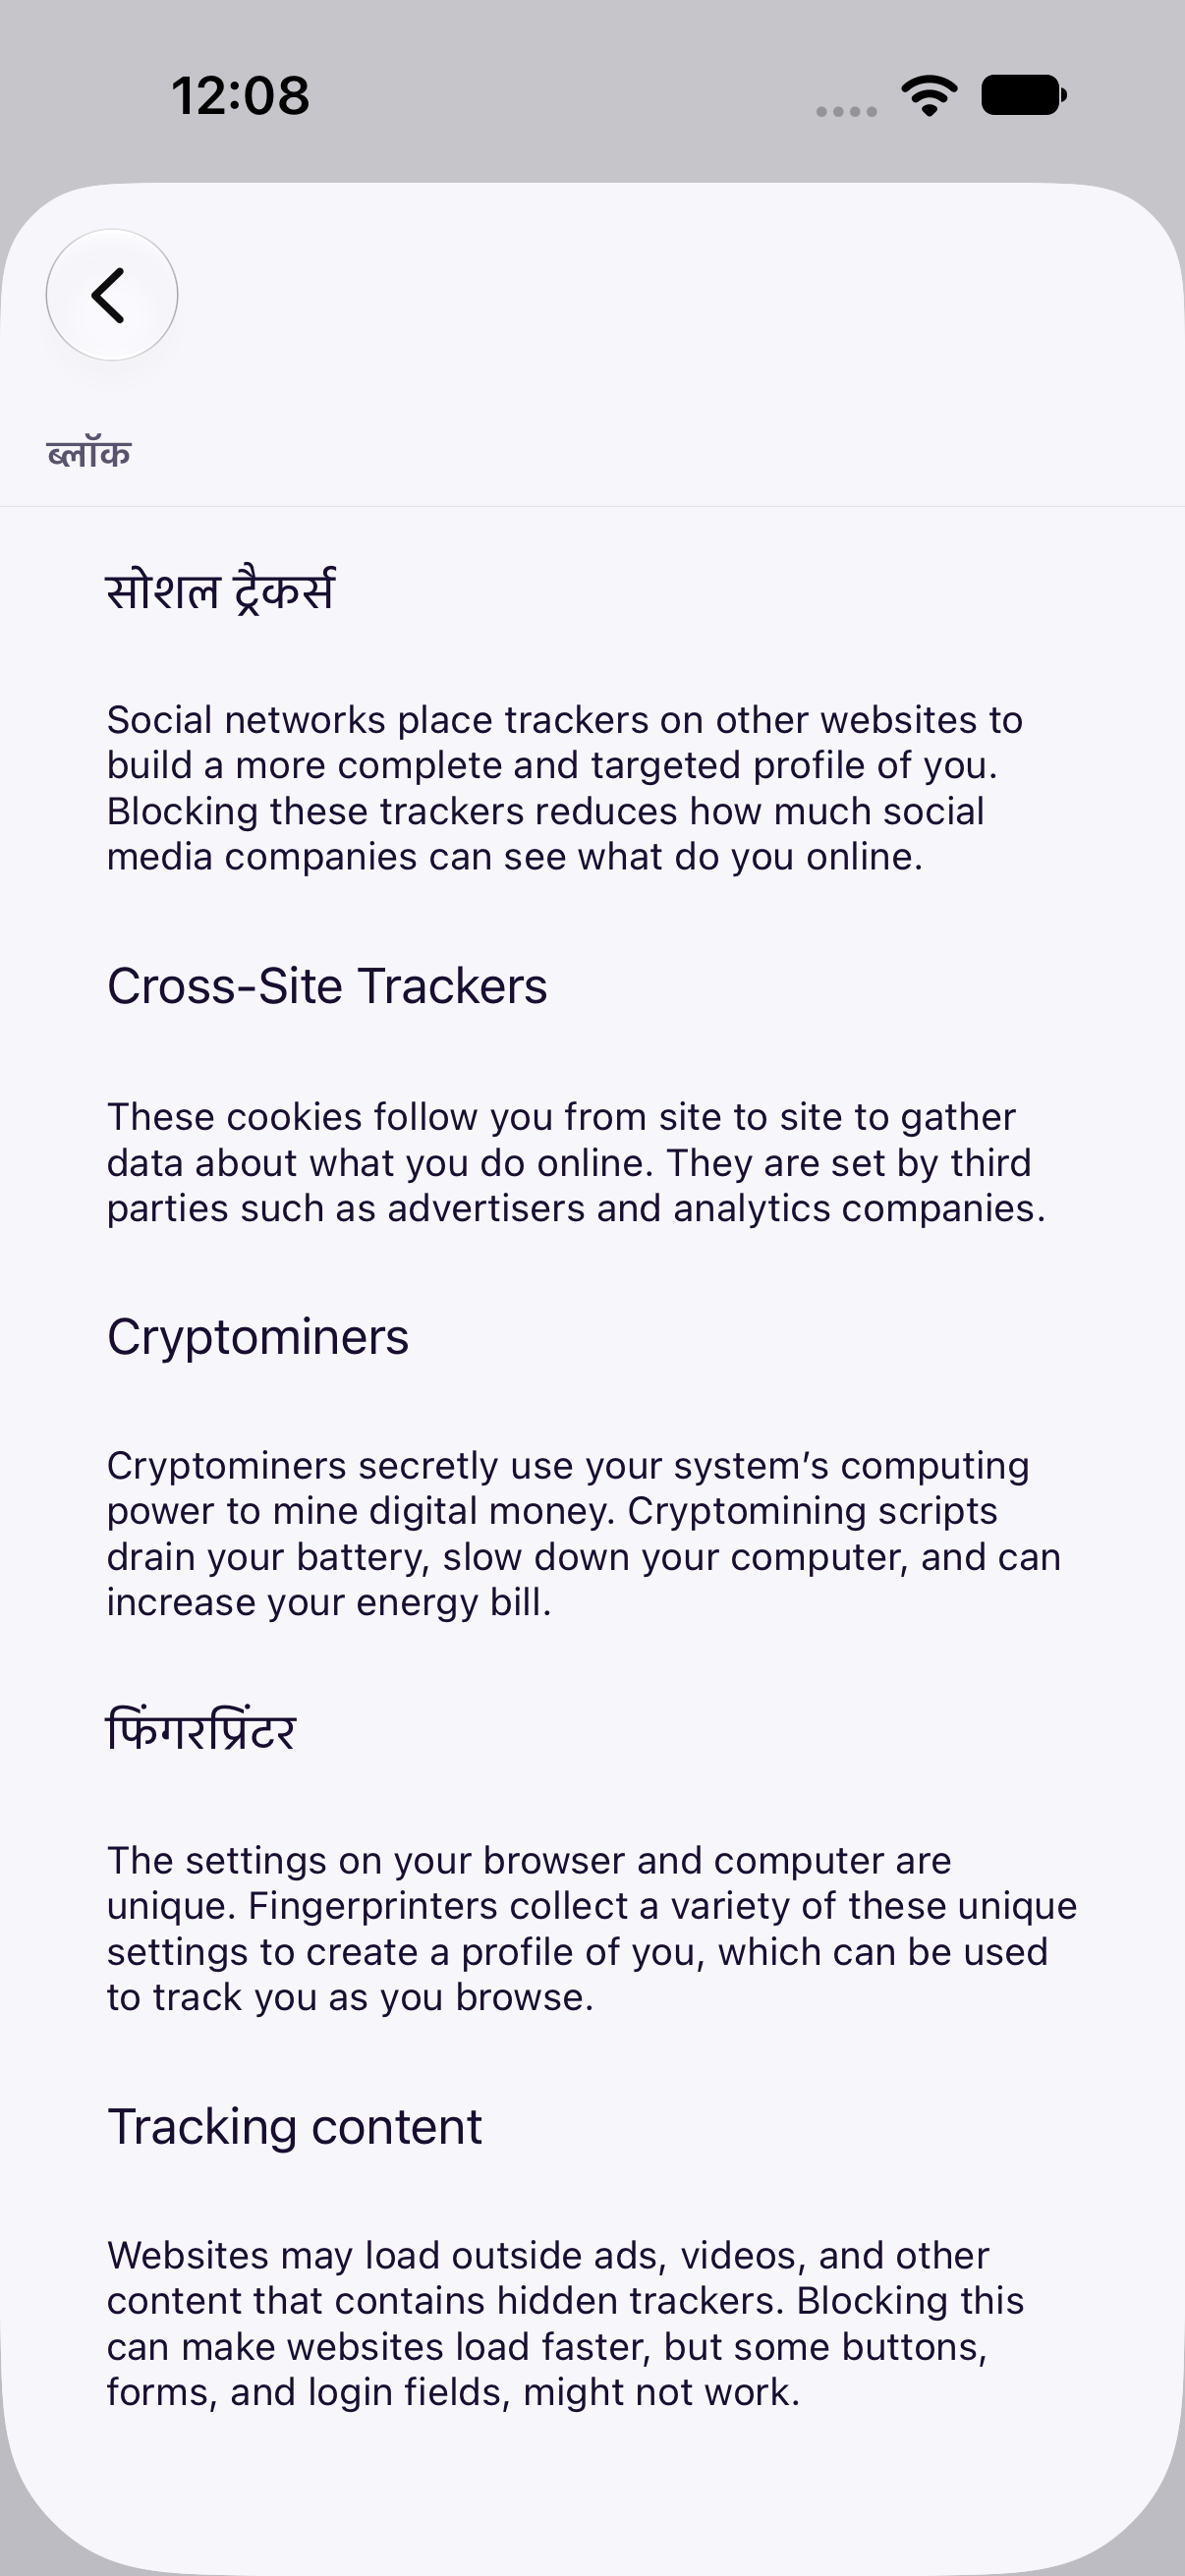 12:08
ब्लॉक
सोशल ट्रैकर्स
Social networks place trackers on other websites to
build a more complete and targeted profile of you.
Blocking these trackers reduces how much social
media companies can see what do you online.
Cross-Site Trackers
These cookies follow you from site to site to gather
data about what you do online. They are set by third
parties such as advertisers and analytics companies.
Cryptominers
Cryptominers secretly use your system’s computing
power to mine digital money. Cryptomining scripts
drain your battery, slow down your computer, and can
increase your energy bill.
फिंगरप्रिंटर
The settings on your browser and computer are
unique. Fingerprinters collect a variety of these unique
settings to create a profile of you, which can be used
to track you as you browse.
Tracking content
Websites may load outside ads, videos, and other
content that contains hidden trackers. Blocking this
can make websites load faster, but some buttons,
forms, and login fields, might not work.